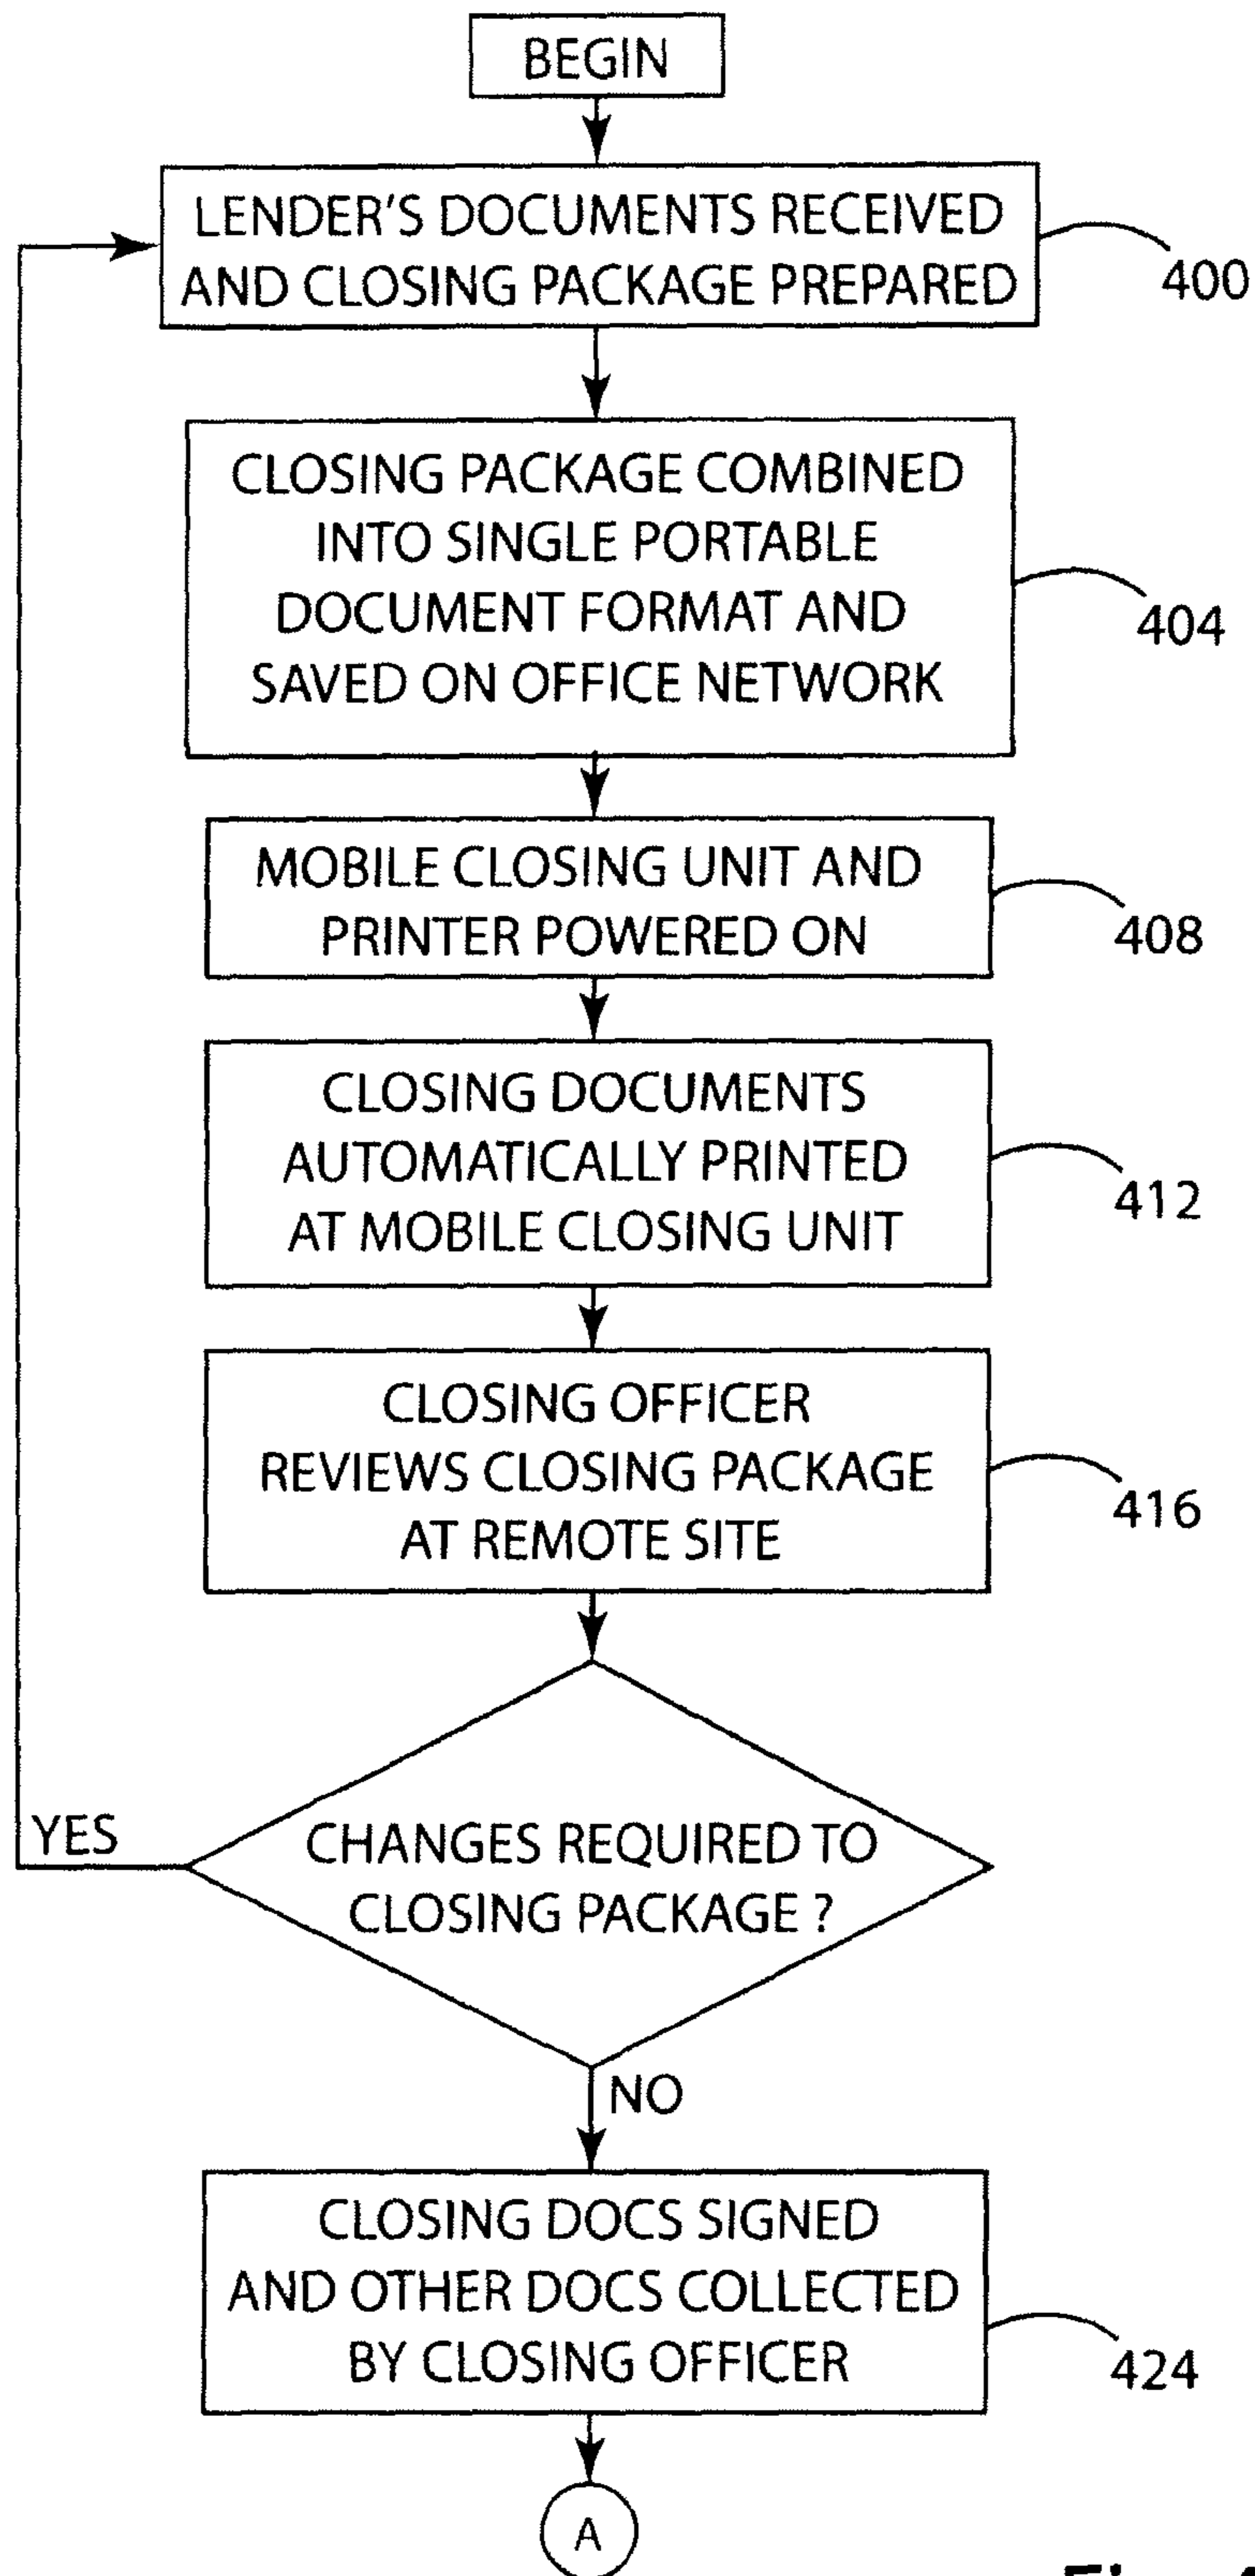 BEGIN
LENDER'S DOCUMENTS RECEIVED
AND CLOSING PACKAGE PREPARED
400
CLOSING PACKAGE COMBINED
INTO SINGLE PORTABLE
DOCUMENT FORMAT AND
SAVED ON OFFICE NETWORK
404
MOBILE CLOSING UNIT AND
PRINTER POWERED ON
408
CLOSING DOCUMENTS
AUTOMATICALLY PRINTED
AT MOBILE CLOSING UNIT
412
CLOSING OFFICER
REVIEWS CLOSING PACKAGE
AT REMOTE SITE
416
YES
CHANGES REQUIRED TO
CLOSING PACKAGE ?
NO
CLOSING DOCS SIGNED
AND OTHER DOCS COLLECTED
BY CLOSING OFFICER
424
A